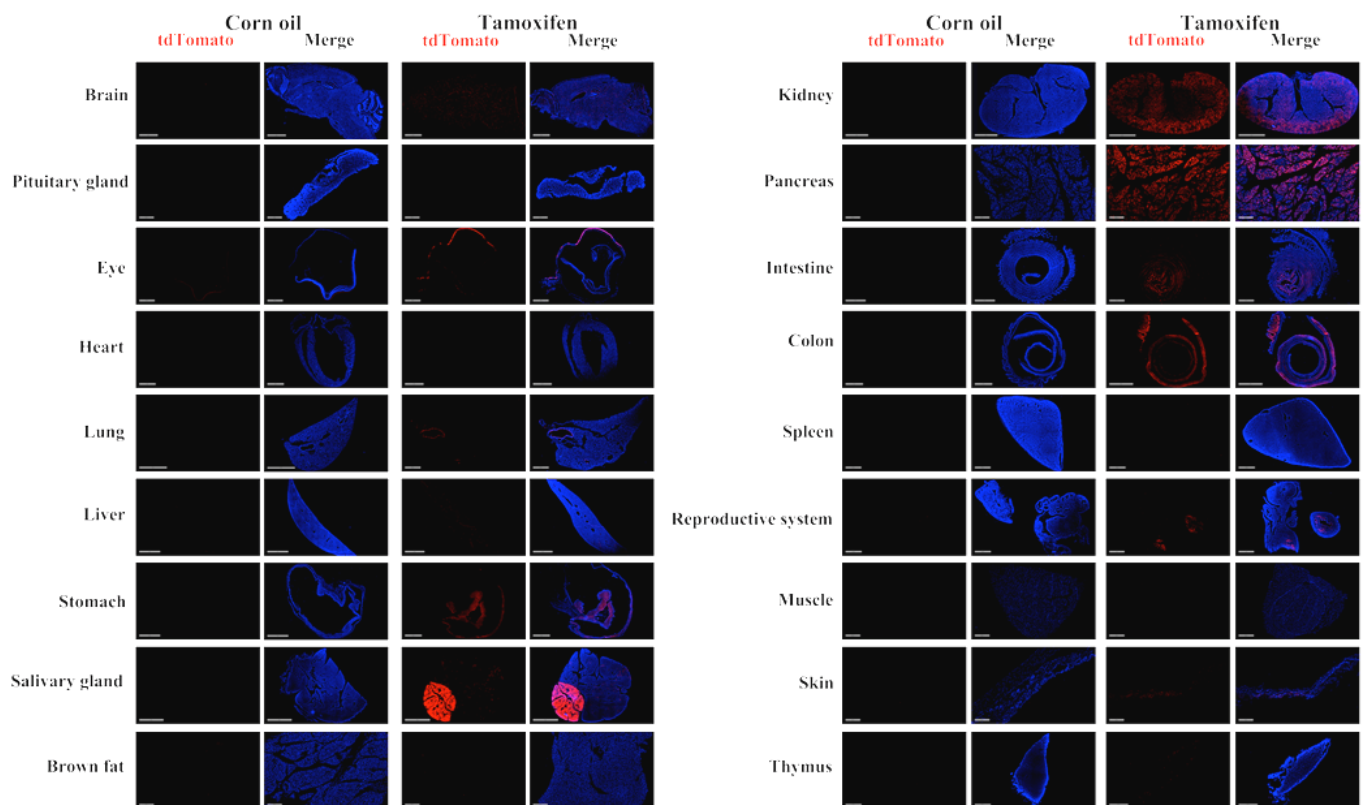 Corn oil Tamoxifen
tdTomato Merge tdTomato Merge
Brain
Pituitary gland
Eye
Heart
Lung
Liver
Stomach
Salivary gland
Brown fat
Corn oil Tamoxifen
tdTomato Merge tdTomato Merge
Kidney
Pancreas
Intestine
Colon
Spleen
Reproductive system
Muscle
Skin
Thymus